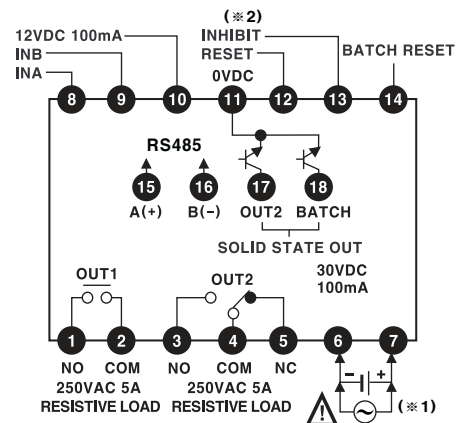 (※2)
12VDC 100mA INHIBIT
INB RESET BATCH RESET
INA 0VDC
8 9 10 11 12 13 14
RS485
15 16 17 18
A(+) B(-) OUT2 BATCH
SOLID STATE OUT
30VDC
100mA
OUT1 OUT2
1 2 3 4 5 6 7
NO COM NO COM NC - +
250VAC 5A 250VAC 5A (※1)
RESISTIVE LOAD RESISTIVE LOAD !